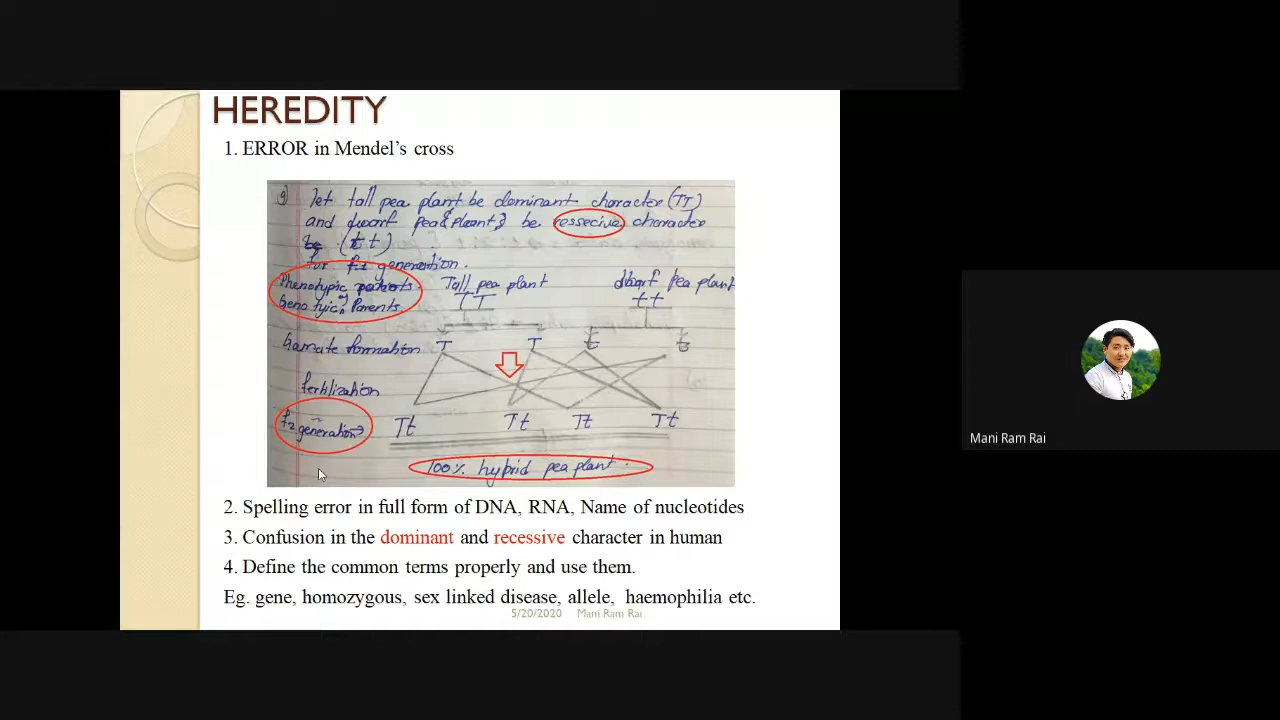 HEREDITY
1. ERROR in Mendel's cross
9) let tall pea plant be dominant character (TT)
and dwarf pea plant be ressecive character
be (tt)
for f1 generation.
Phenotypic parents. Tall pea plant dwarf pea plant
Genotyic Parents. TT tt
Gamate formation T T t t
fertilization
f2 generation→ Tt Tt Tt Tt
100% hybrid pea plant.
2. Spelling error in full form of DNA, RNA, Name of nucleotides
3. Confusion in the dominant and recessive character in human
4. Define the common terms properly and use them.
Eg. gene, homozygous, sex linked disease, allele, haemophilia etc.
5/20/2020 Mani Ram Rai
Mani Ram Rai